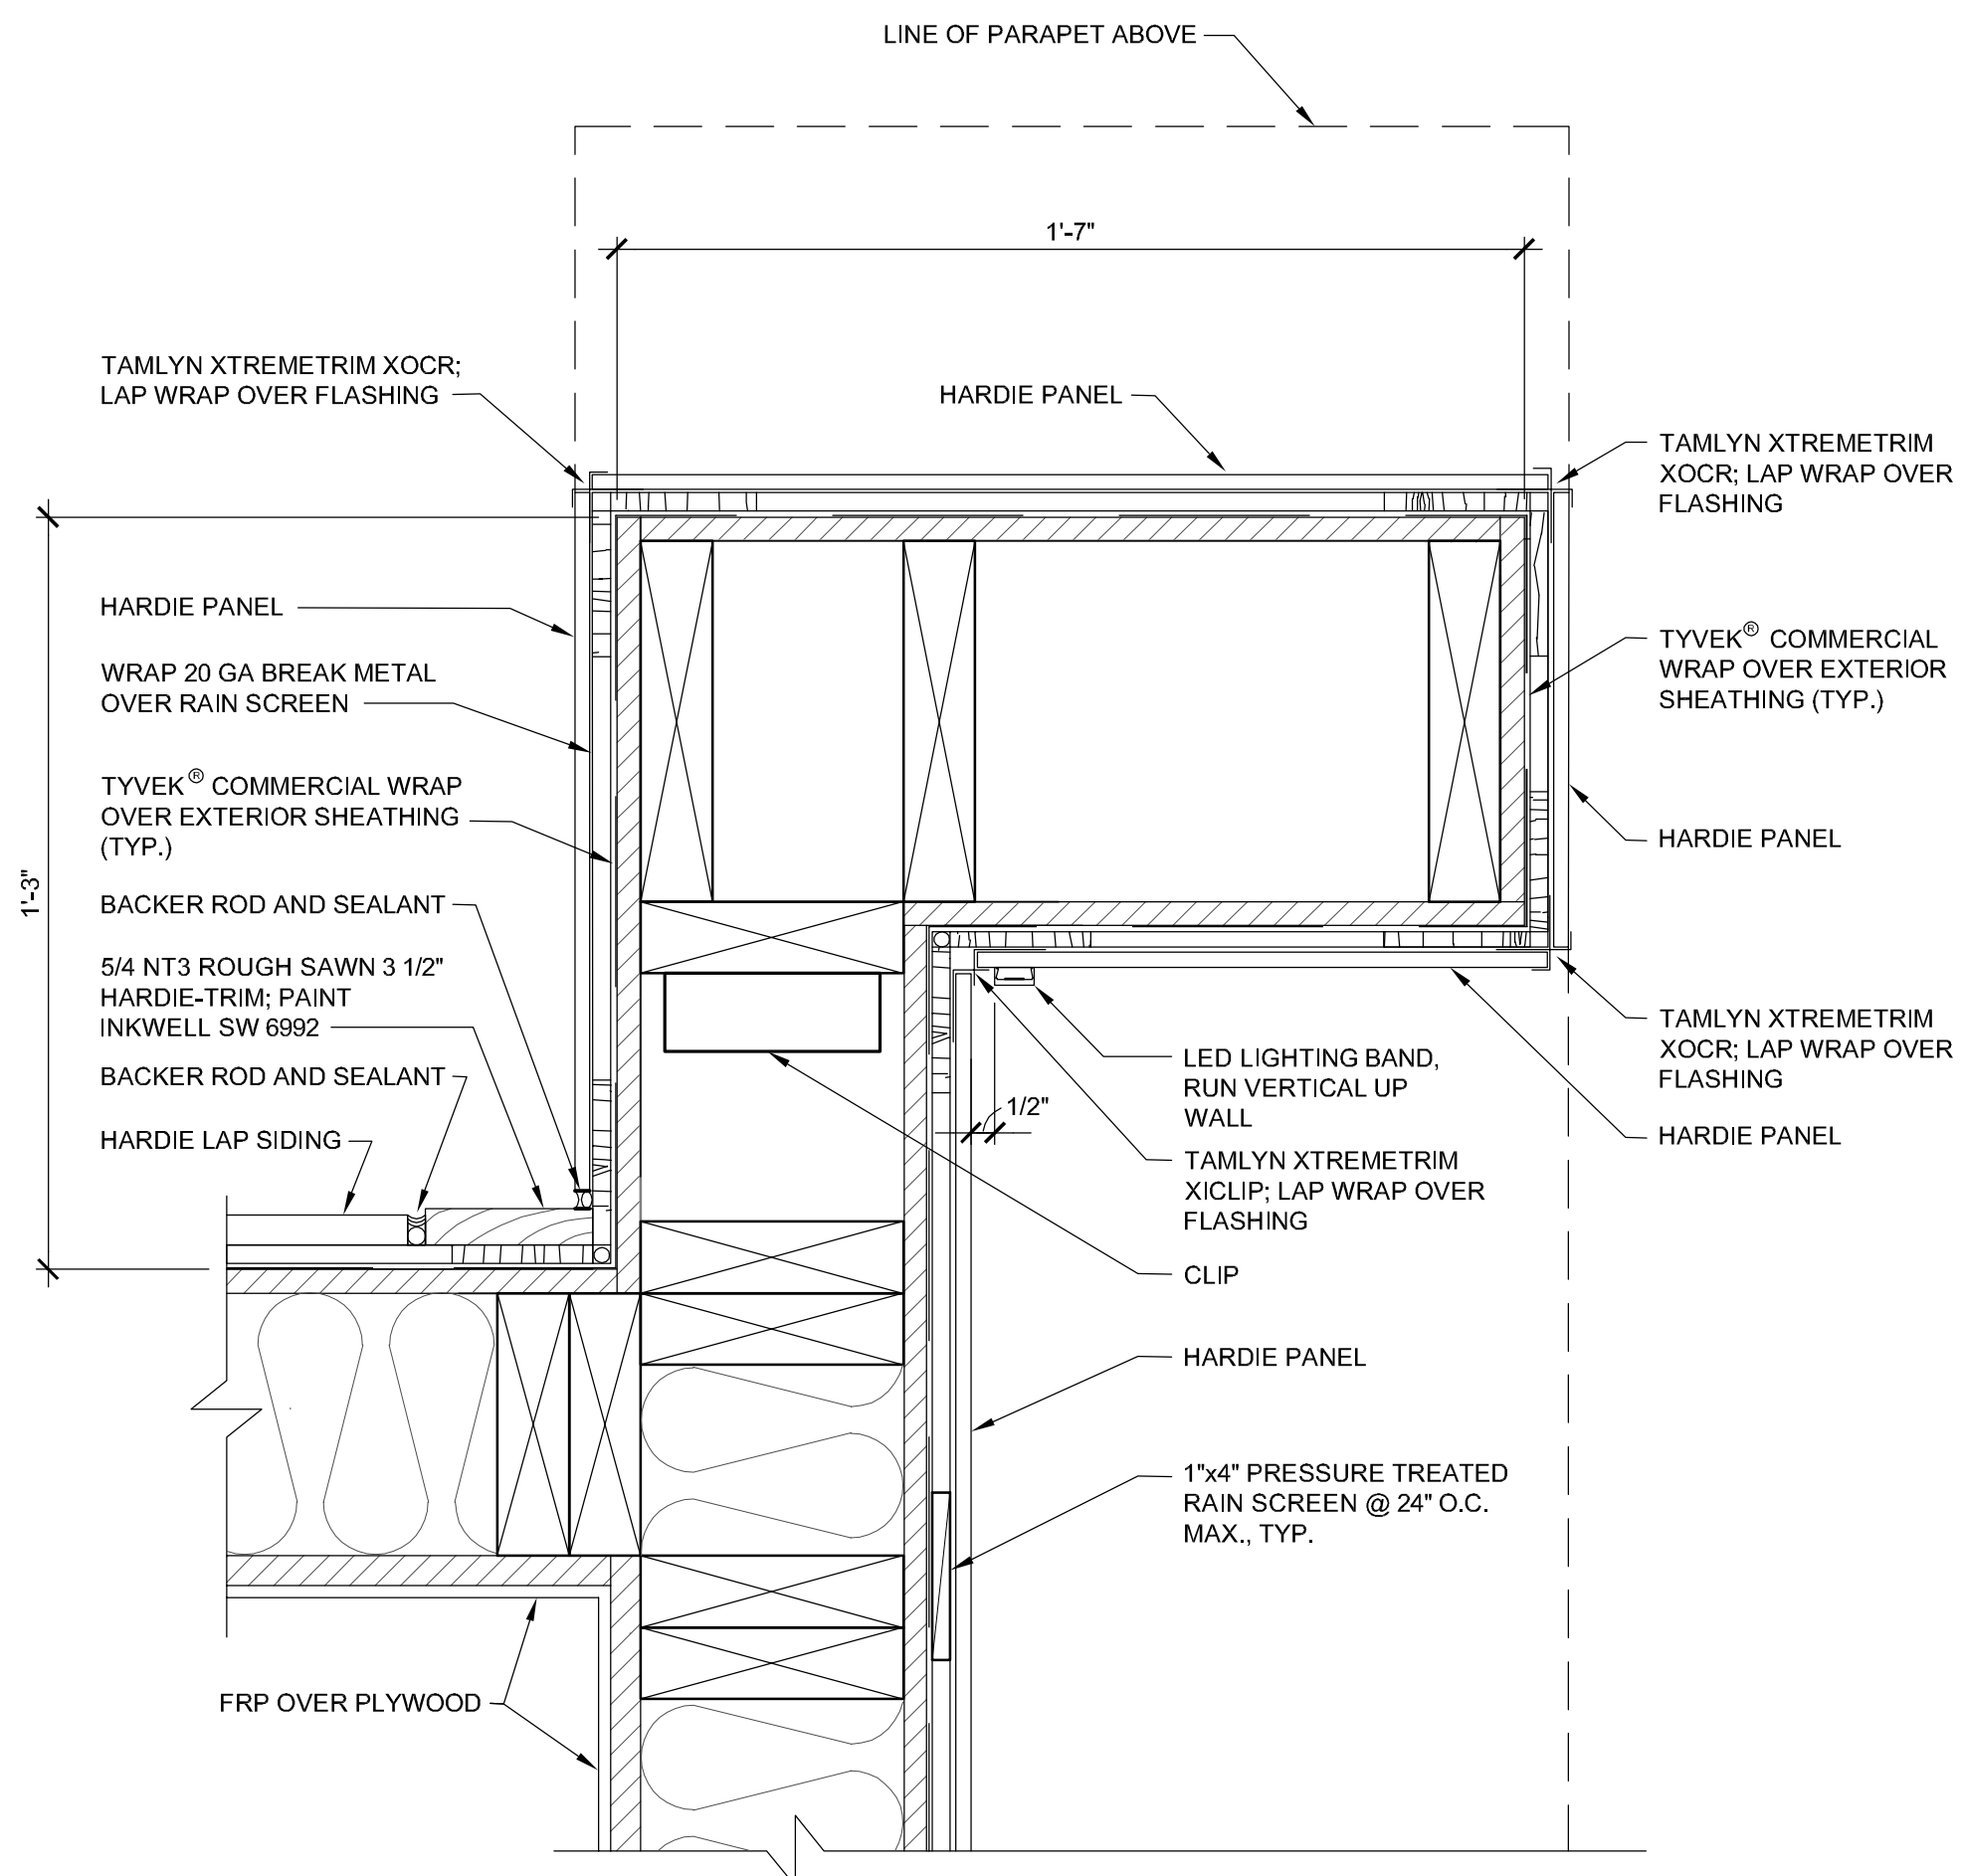 LINE OF PARAPET ABOVE
1'-7"
TAMLYN XTREMETRIM XOCR;
LAP WRAP OVER FLASHING
HARDIE PANEL
TAMLYN XTREMETRIM
XOCR; LAP WRAP OVER
FLASHING
HARDIE PANEL
WRAP 20 GA BREAK METAL
OVER RAIN SCREEN
TYVEK® COMMERCIAL WRAP
OVER EXTERIOR SHEATHING
(TYP.)
1'-3"
BACKER ROD AND SEALANT
5/4 NT3 ROUGH SAWN 3 1/2"
HARDIE-TRIM; PAINT
INKWELL SW 6992
BACKER ROD AND SEALANT
HARDIE LAP SIDING
TYVEK® COMMERCIAL
WRAP OVER EXTERIOR
SHEATHING (TYP.)
HARDIE PANEL
TAMLYN XTREMETRIM
XOCR; LAP WRAP OVER
FLASHING
HARDIE PANEL
LED LIGHTING BAND,
RUN VERTICAL UP
WALL
1/2"
TAMLYN XTREMETRIM
XICLIP; LAP WRAP OVER
FLASHING
CLIP
HARDIE PANEL
1"x4" PRESSURE TREATED
RAIN SCREEN @ 24" O.C.
MAX., TYP.
FRP OVER PLYWOOD